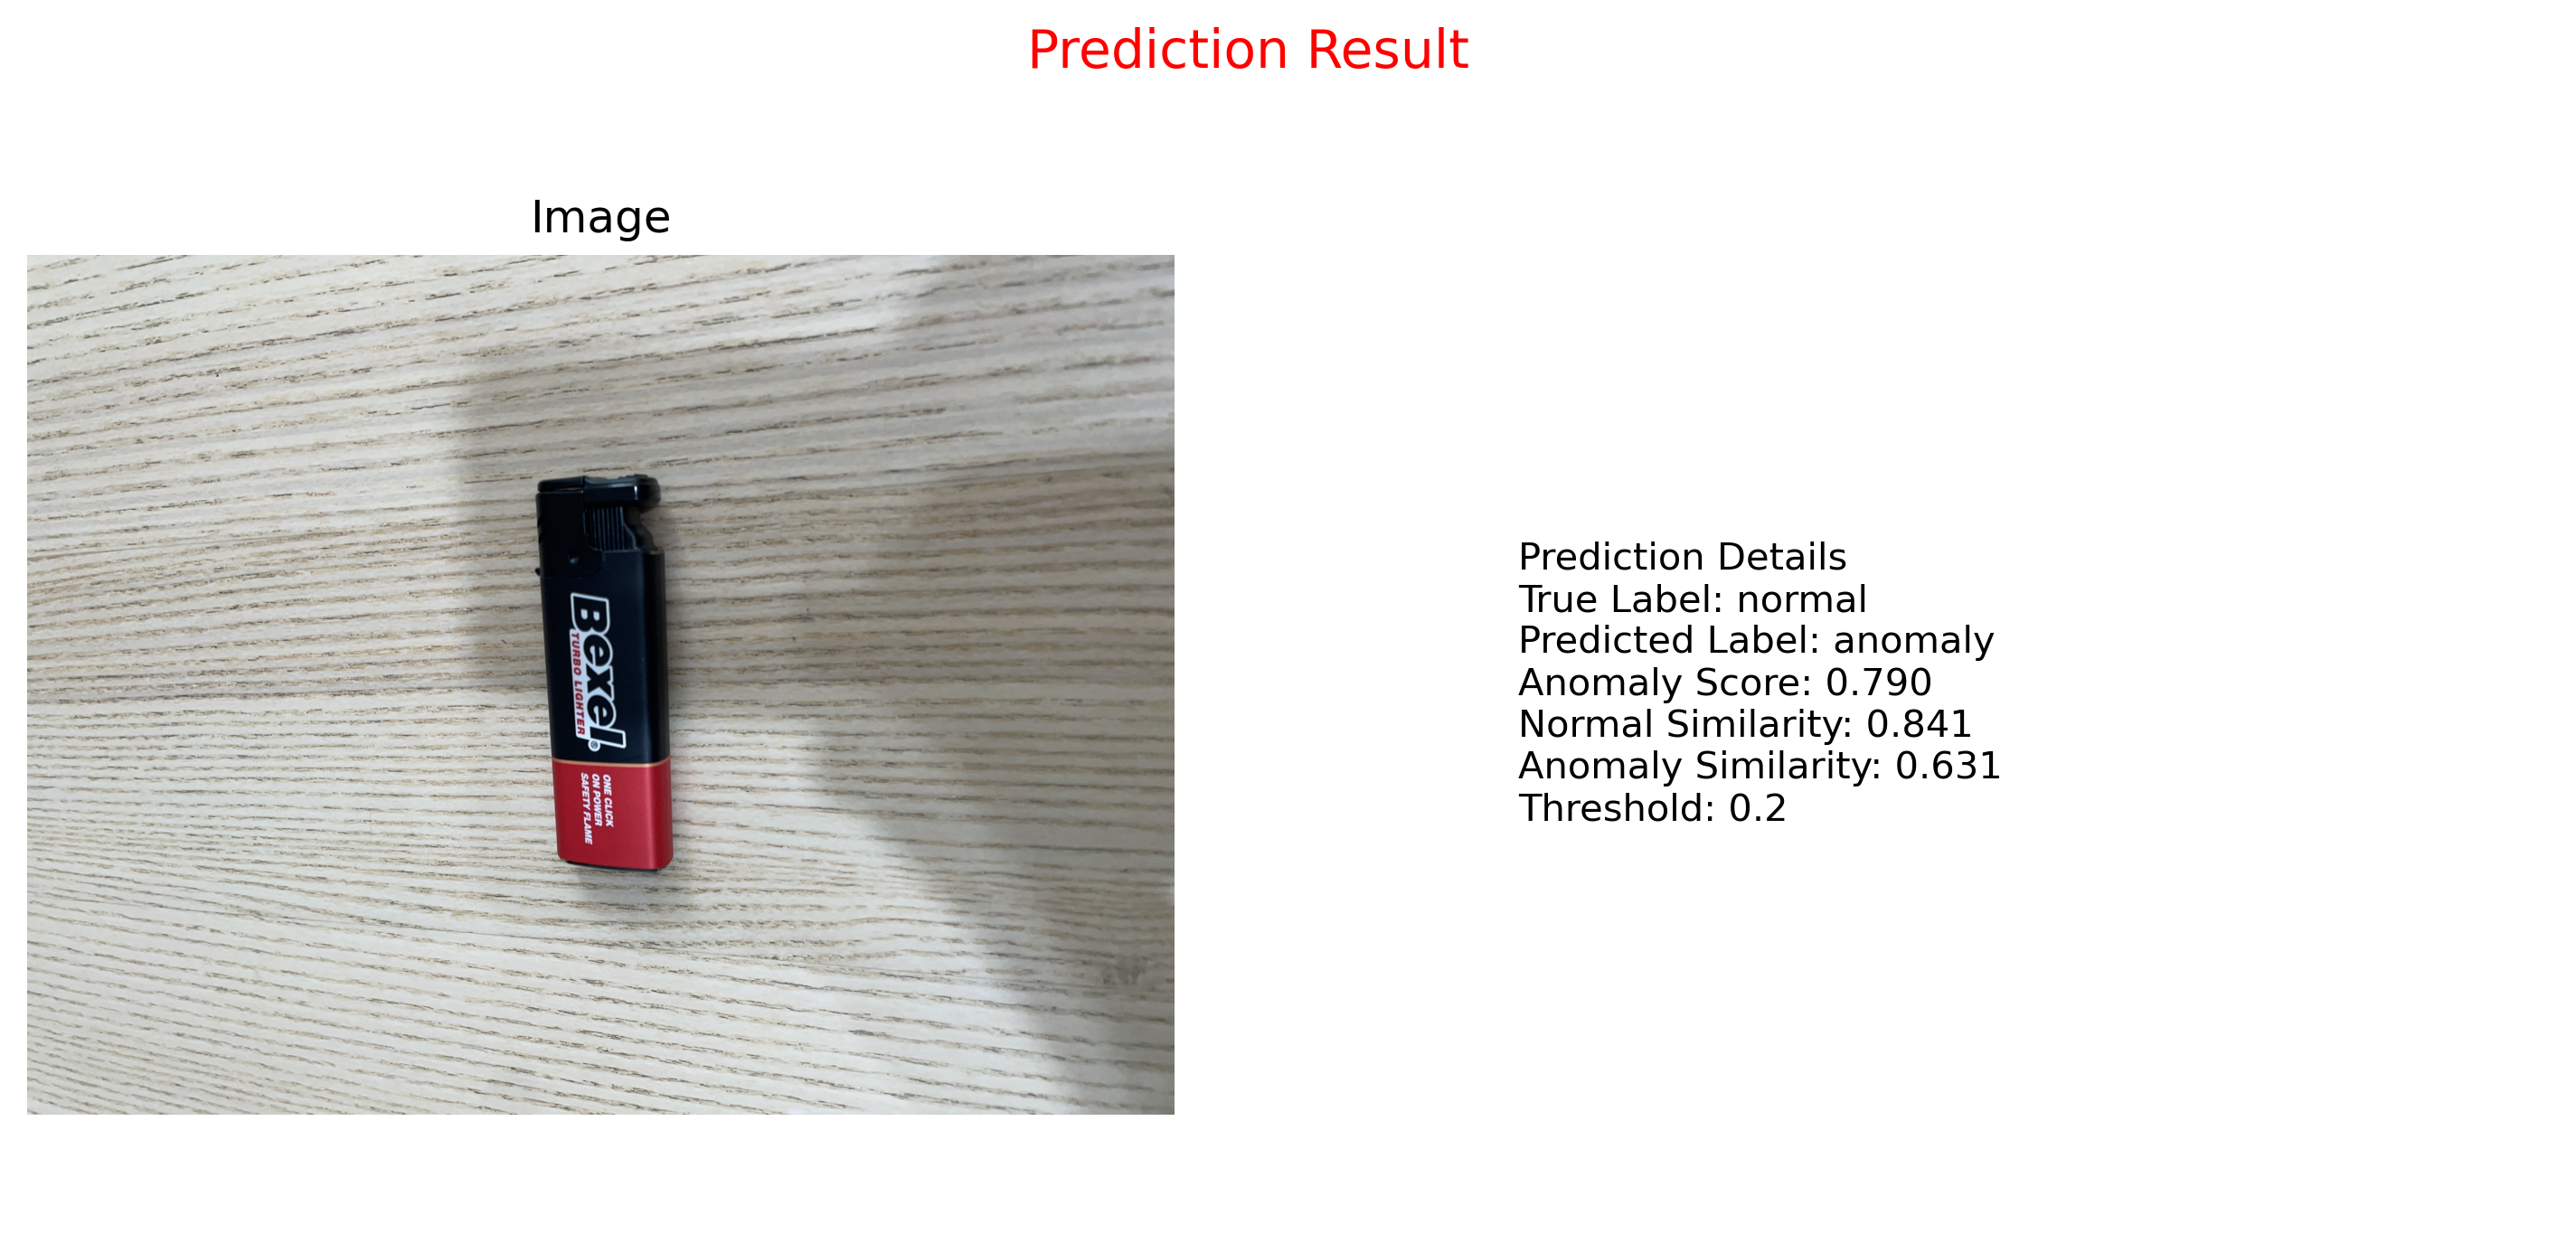 Prediction Result
Image
Bexel®
TURBO LIGHTER
ONE CLICK
ON POWER
SAFETY FLAME
Prediction Details
True Label: normal
Predicted Label: anomaly
Anomaly Score: 0.790
Normal Similarity: 0.841
Anomaly Similarity: 0.631
Threshold: 0.2